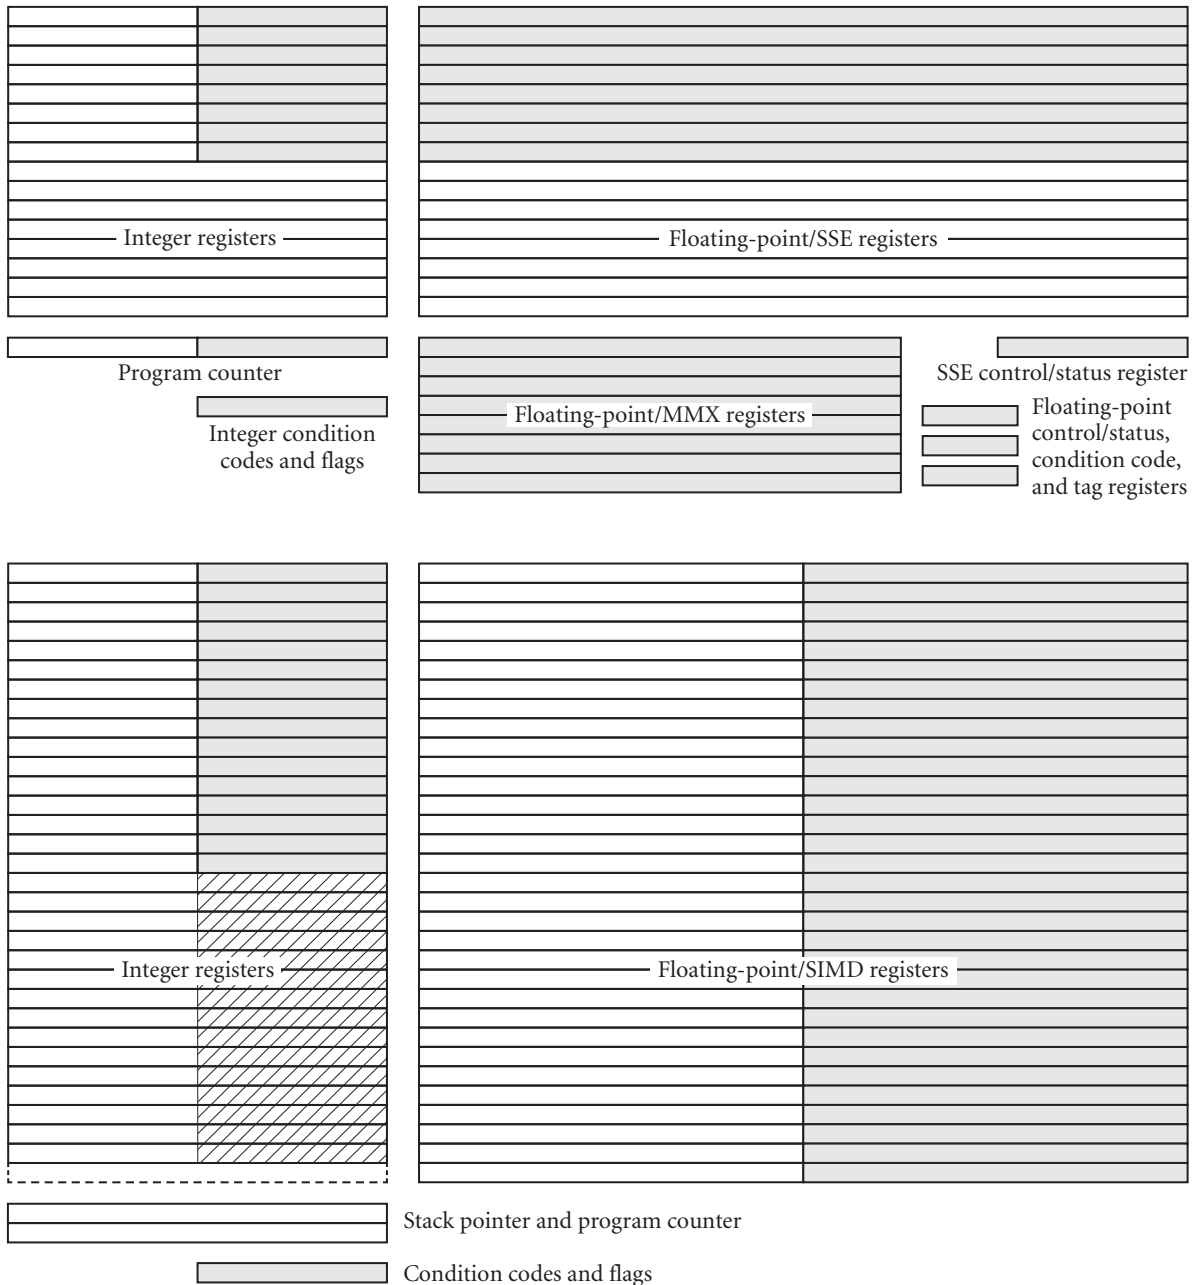 Integer registers
Floating-point/SSE registers
Program counter
Integer condition
codes and flags
Floating-point/MMX registers
SSE control/status register
Floating-point
control/status,
condition code,
and tag registers
Integer registers
Floating-point/SIMD registers
Stack pointer and program counter
Condition codes and flags